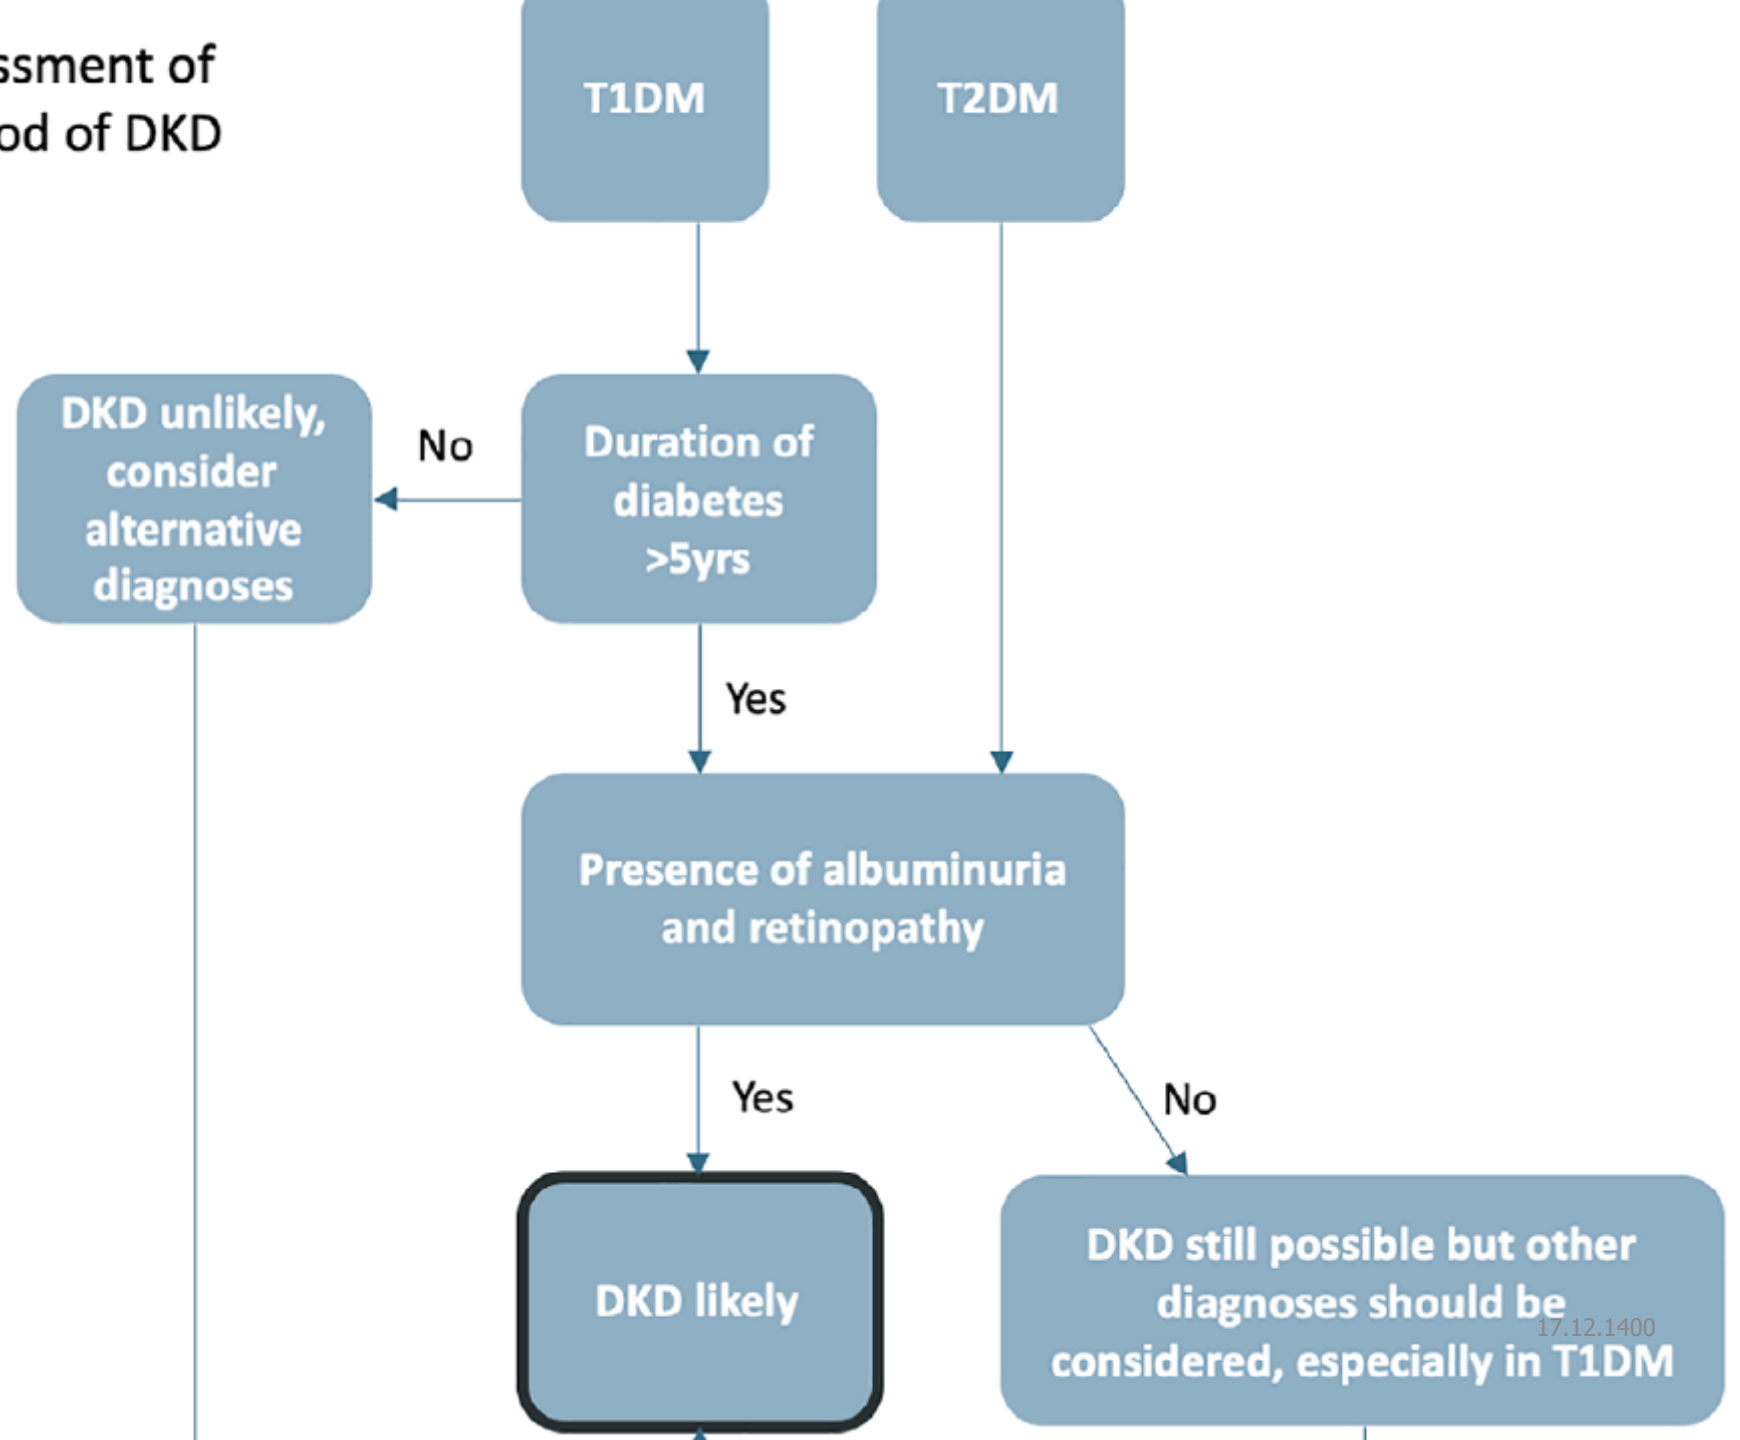 ssment of
od of DKD
T1DM
T2DM
DKD unlikely,
consider
alternative
diagnoses
No
Duration of
diabetes
>5yrs
Yes
Presence of albuminuria
and retinopathy
Yes
No
DKD likely
DKD still possible but other
diagnoses should be
considered, especially in T1DM
17.12.1400